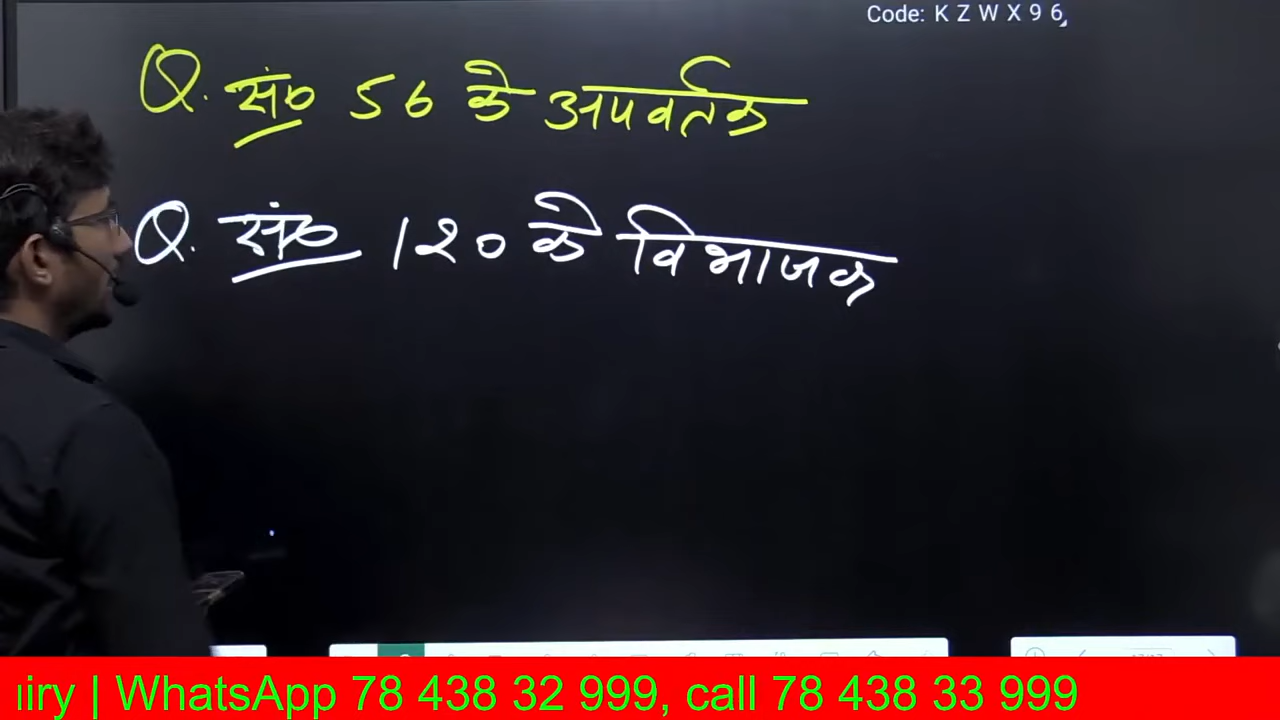 Code: K Z W X 9 6
Q. सं० 56 के अपवर्तक
Q. सं० 120 के विभाजक
iry | WhatsApp 78 438 32 999, call 78 438 33 999